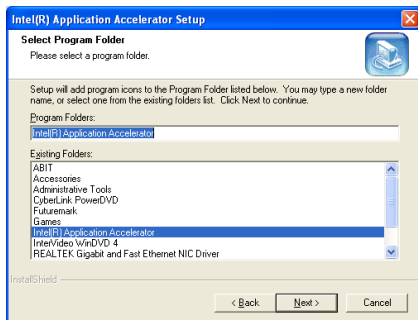 Intel(R) Application Accelerator Setup
Select Program Folder
Please select a program folder.
Setup will add program icons to the Program Folder listed below. You may type a new folder
name, or select one from the existing folders list. Click Next to continue.
Program Folders:
Intel(R) Application Accelerator
Existing Folders:
ABIT
Accessories
Administrative Tools
CyberLink PowerDVD
Futuremark
Games
Intel(R) Application Accelerator
InterVideo WinDVD 4
REALTEK Gigabit and Fast Ethernet NIC Driver
InstallShield
< Back Next > Cancel